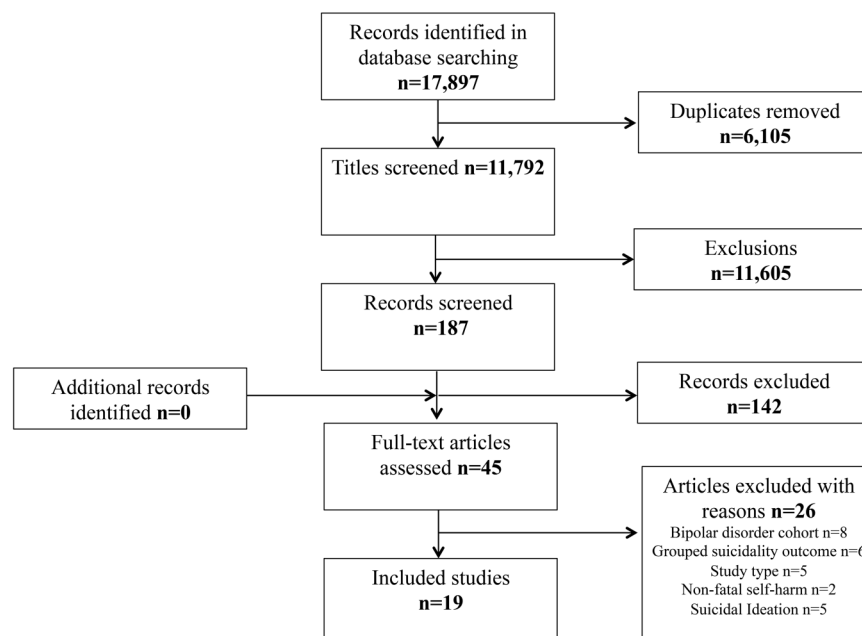 Records identified in
database searching
n=17,897
Duplicates removed
n=6,105
Titles screened n=11,792
Exclusions
n=11,605
Records screened
n=187
Additional records
identified n=0
Records excluded
n=142
Full-text articles
assessed n=45
Articles excluded with
reasons n=26
Bipolar disorder cohort n=8
Grouped suicidality outcome n=6
Study type n=5
Non-fatal self-harm n=2
Suicidal Ideation n=5
Included studies
n=19